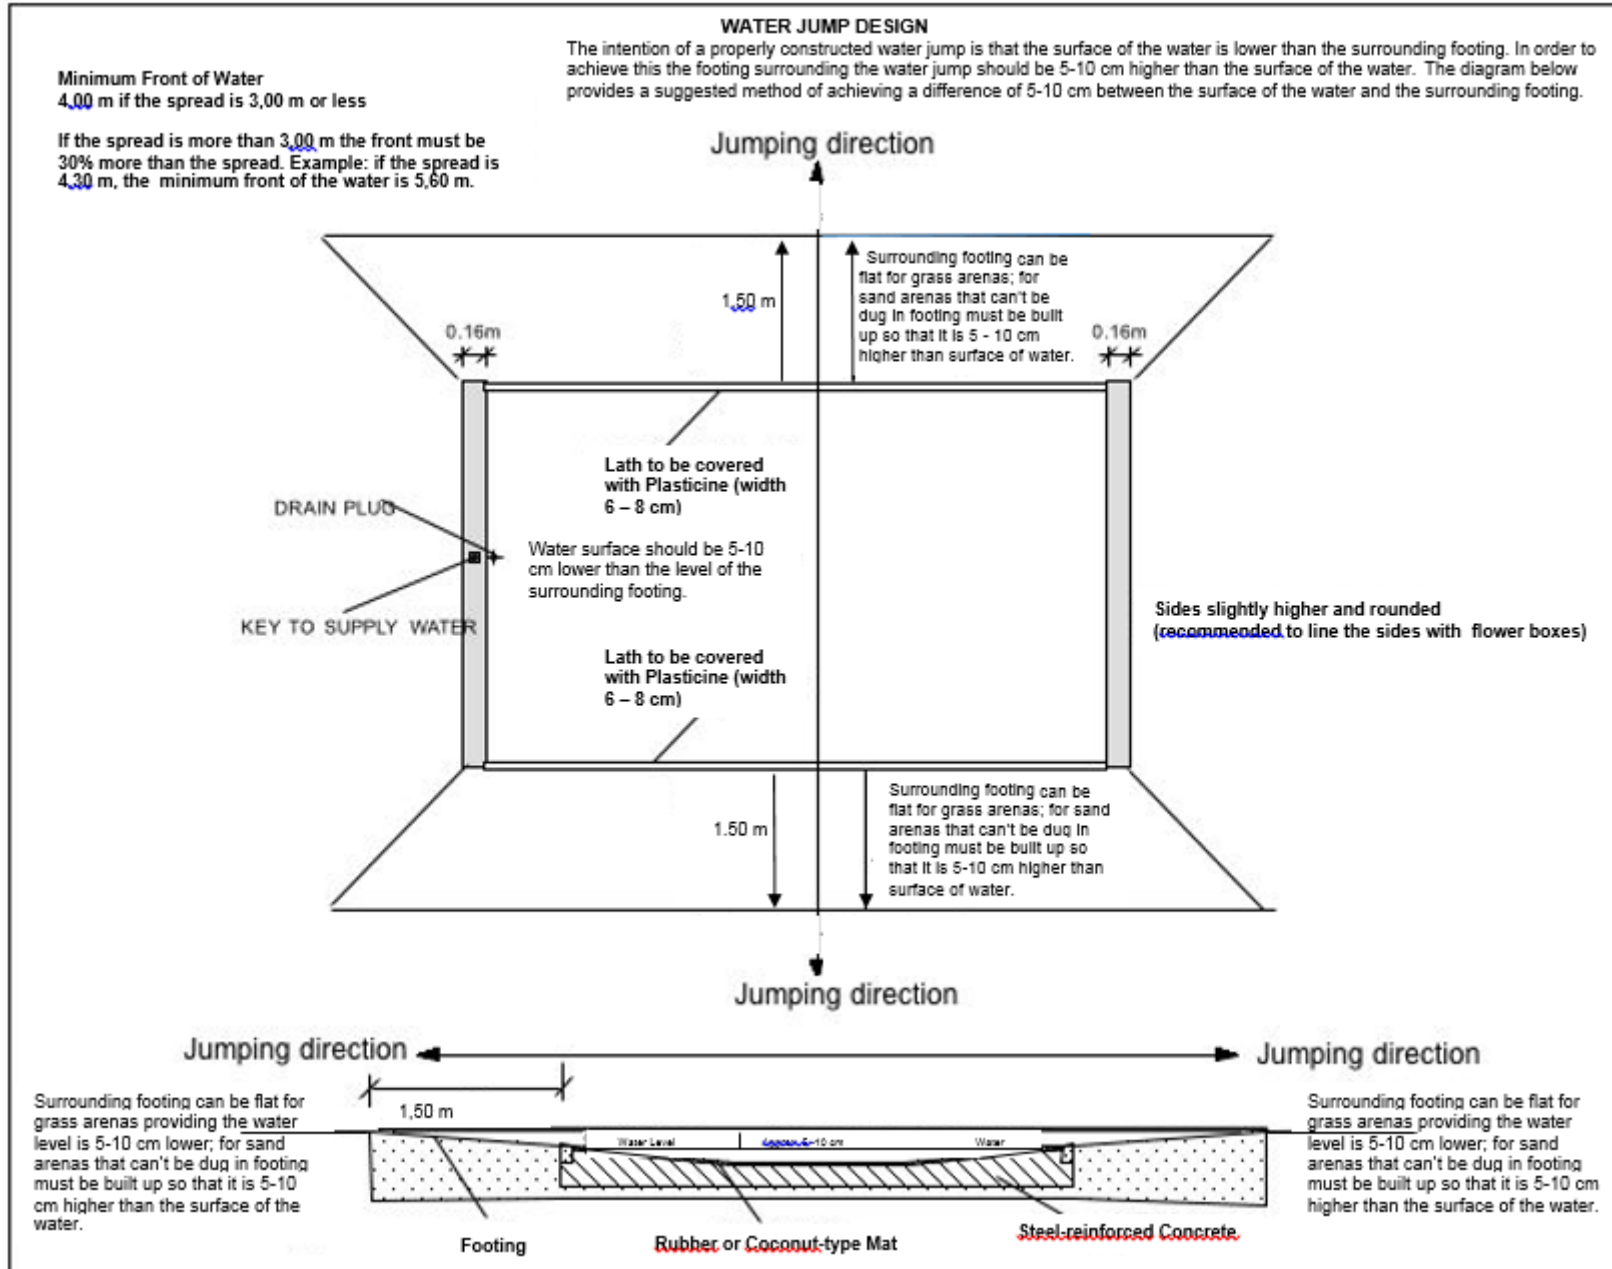 WATER JUMP DESIGN
The intention of a properly constructed water jump is that the surface of the water is lower than the surrounding footing. In order to
achieve this the footing surrounding the water jump should be 5-10 cm higher than the surface of the water. The diagram below
provides a suggested method of achieving a difference of 5-10 cm between the surface of the water and the surrounding footing.
Minimum Front of Water
4,00 m if the spread is 3,00 m or less
If the spread is more than 3,00 m the front must be
30% more than the spread. Example: if the spread is
4,30 m, the minimum front of the water is 5,60 m.
Jumping direction
Surrounding footing can be
flat for grass arenas; for
sand arenas that can't be
dug in footing must be built
up so that it is 5 - 10 cm
higher than surface of water.
1,50 m
0.16m
0.16m
Lath to be covered
with Plasticine (width
6 – 8 cm)
DRAIN PLUG
Water surface should be 5-10
cm lower than the level of the
surrounding footing.
KEY TO SUPPLY WATER
Sides slightly higher and rounded
(recommended to line the sides with flower boxes)
Lath to be covered
with Plasticine (width
6 – 8 cm)
Surrounding footing can be
flat for grass arenas; for sand
arenas that can't be dug in
footing must be built up so
that it is 5-10 cm higher than
surface of water.
1.50 m
Jumping direction
Jumping direction
Jumping direction
Surrounding footing can be flat for
grass arenas providing the water
level is 5-10 cm lower; for sand
arenas that can't be dug in footing
must be built up so that it is 5-10
cm higher than the surface of the
water.
1,50 m
Water Level
10 cm
Water
Surrounding footing can be flat for
grass arenas providing the water
level is 5-10 cm lower; for sand
arenas that can't be dug in footing
must be built up so that it is 5-10 cm
higher than the surface of the water.
Footing
Rubber or Coconut-type Mat
Steel-reinforced Concrete